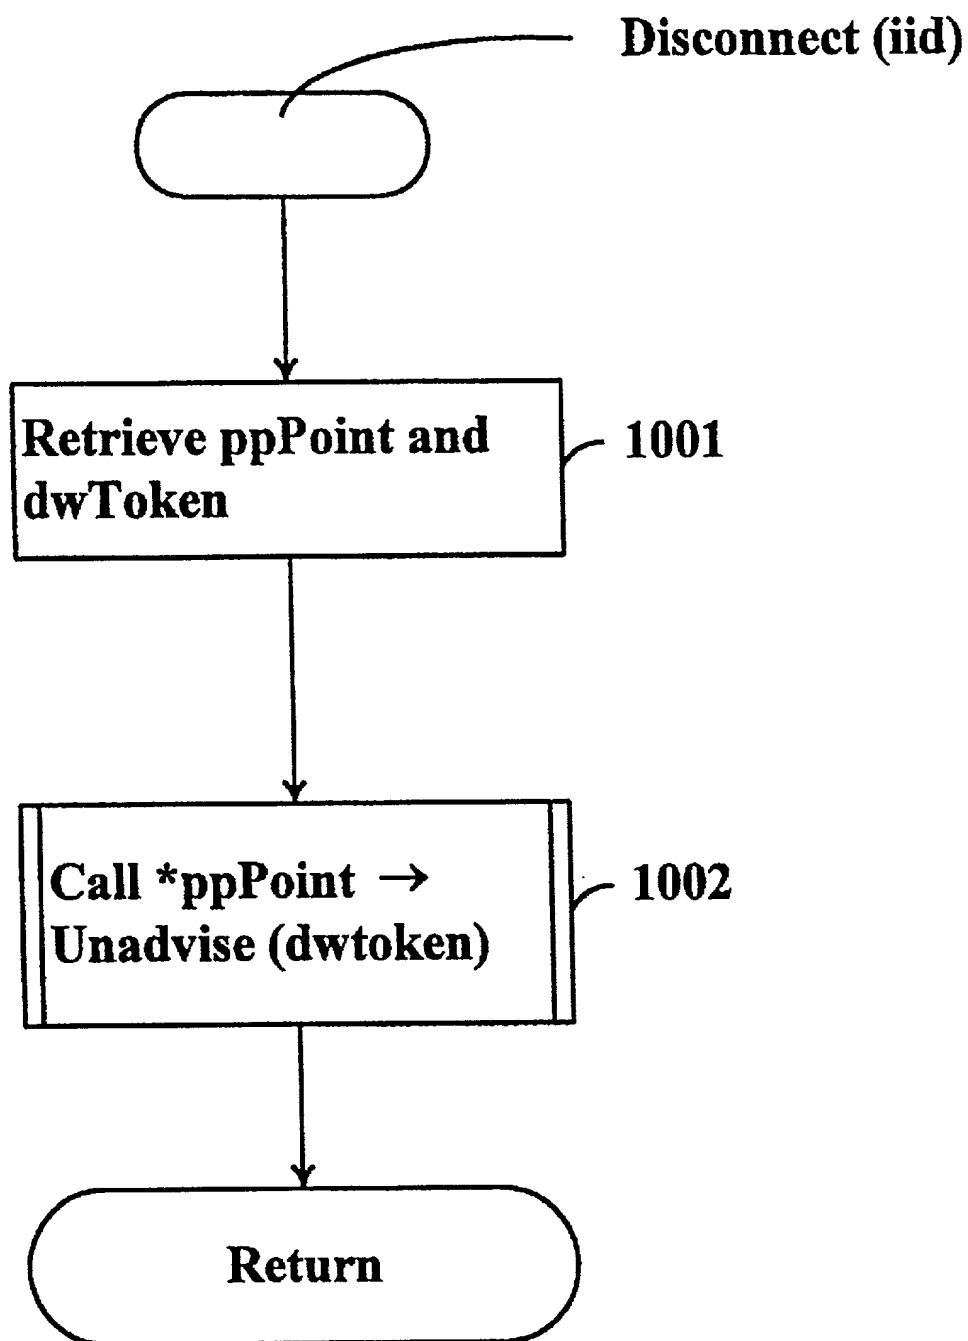 Disconnect (iid)
Retrieve ppPoint and
dwToken
1001
Call *ppPoint →
Unadvise (dwtoken)
1002
Return